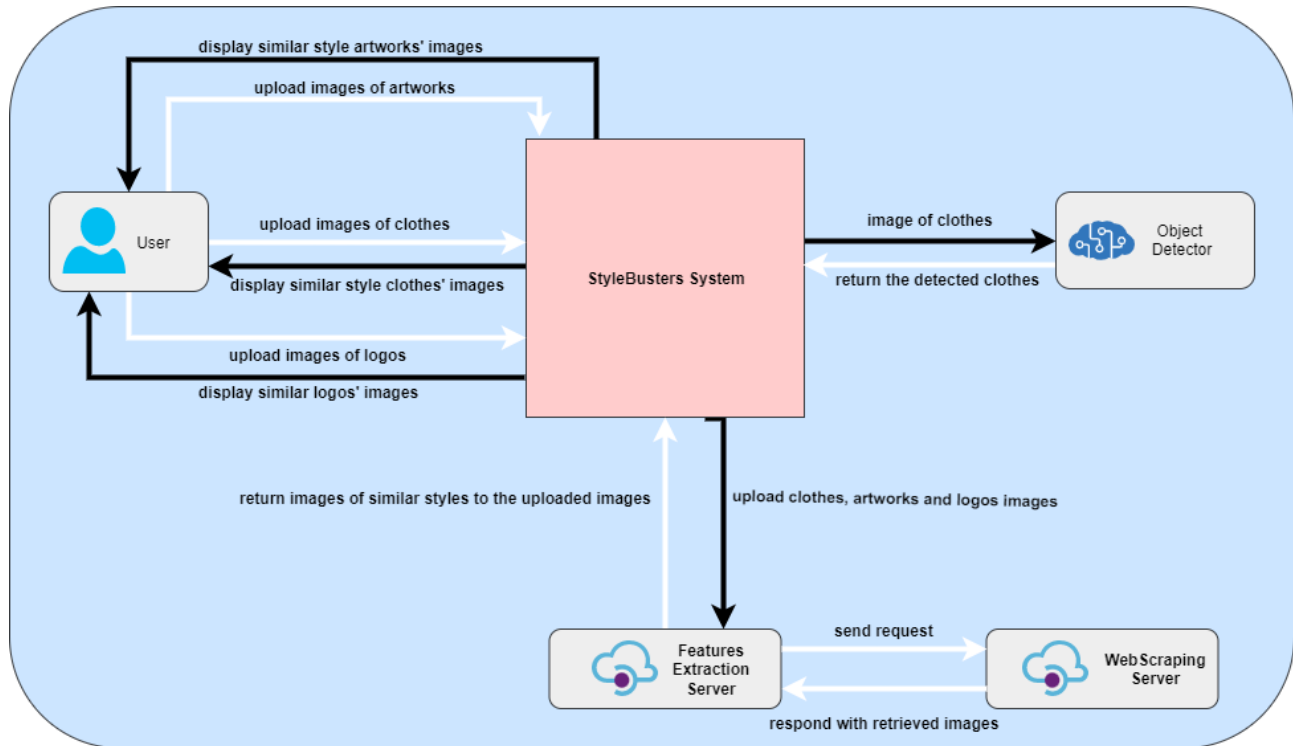 display similar style artworks' images
upload images of artworks
User
upload images of clothes
display similar style clothes' images
upload images of logos
display similar logos' images
StyleBusters System
image of clothes
return the detected clothes
Object
Detector
return images of similar styles to the uploaded images
upload clothes, artworks and logos images
Features
Extraction
Server
send request
respond with retrieved images
WebScraping
Server